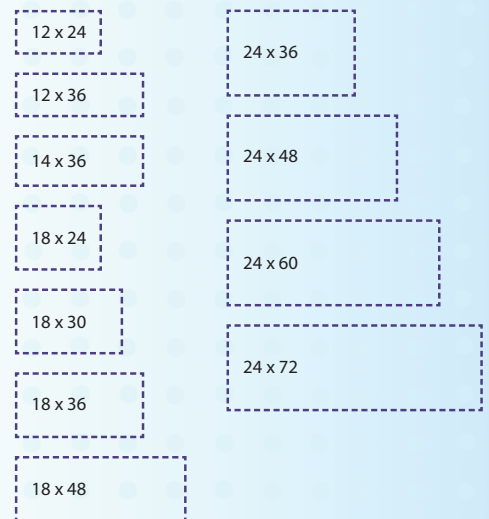 12 x 24
12 x 36
14 x 36
18 x 24
18 x 30
18 x 36
18 x 48
24 x 36
24 x 48
24 x 60
24 x 72